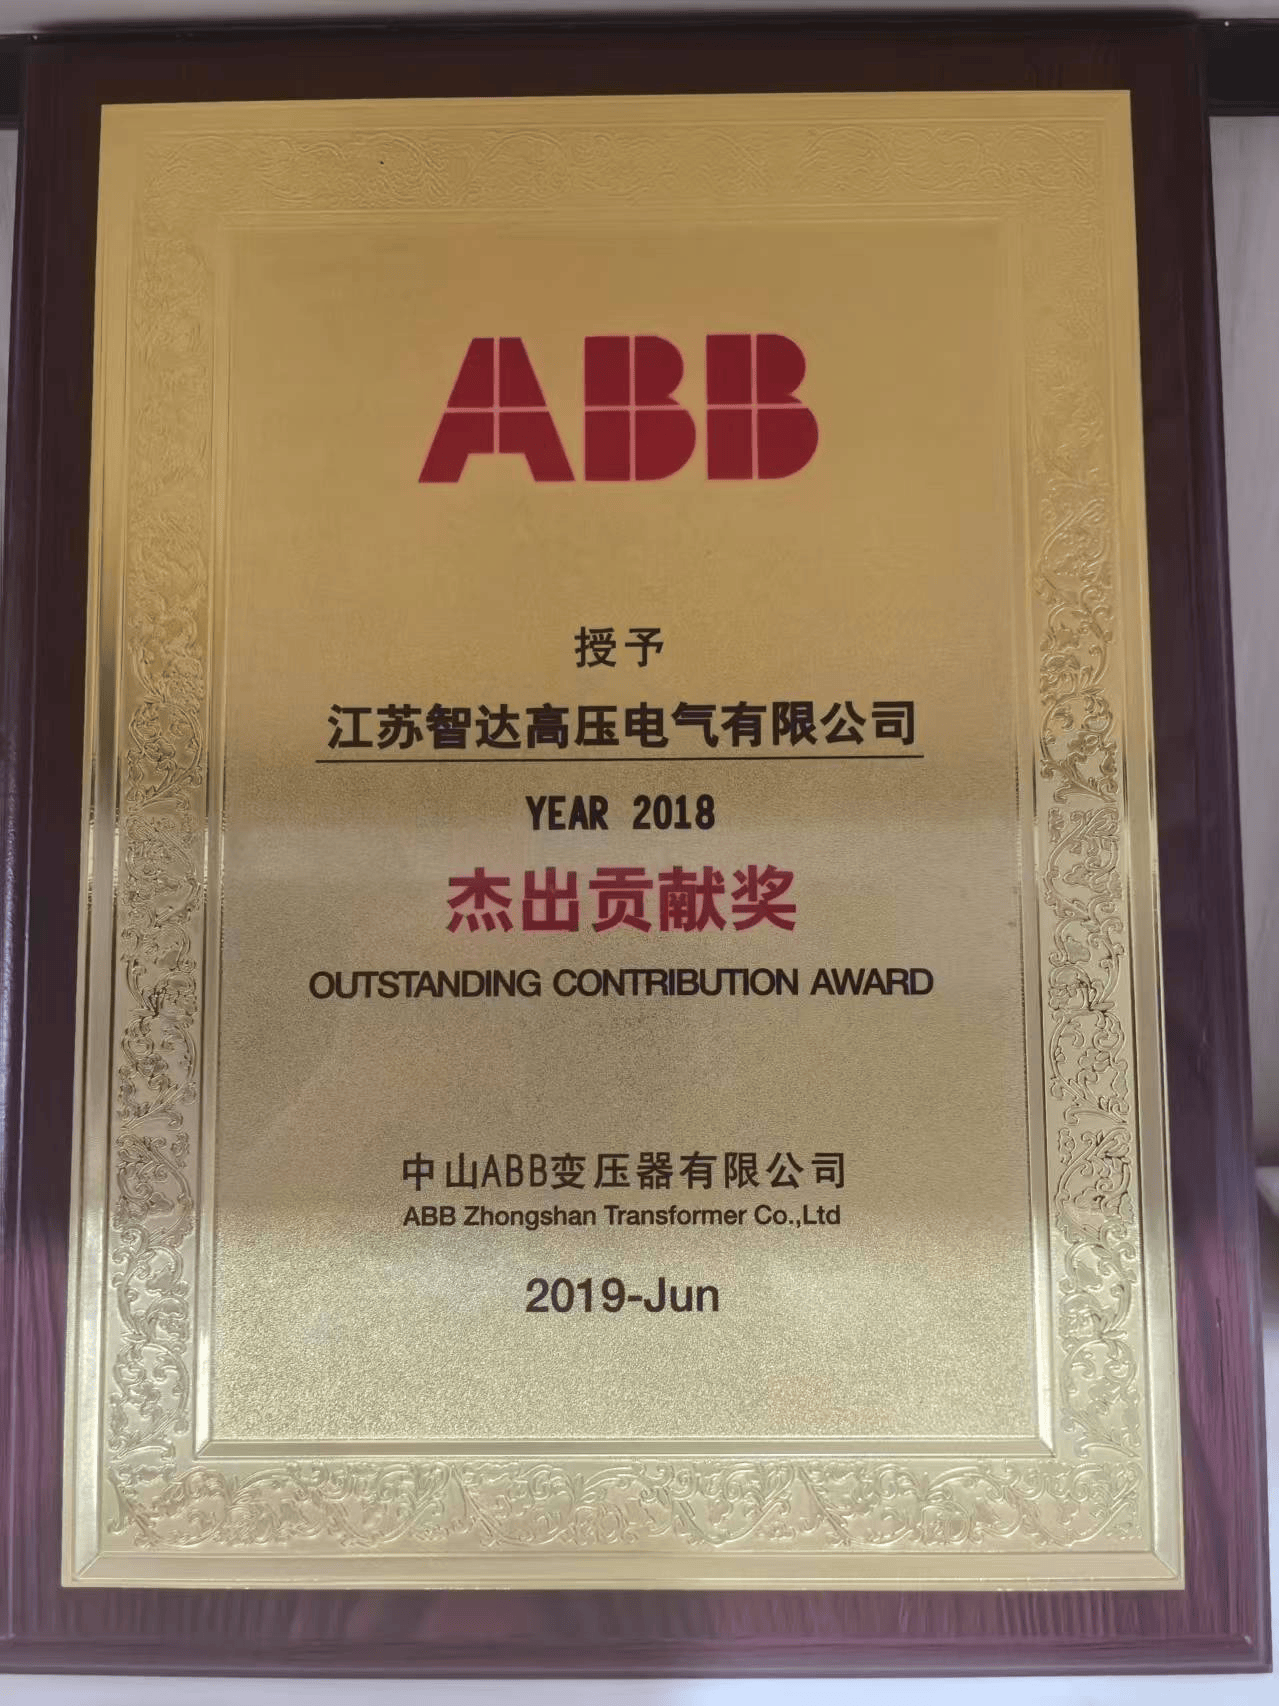 ABB
授予
江苏智达高压电气有限公司
YEAR 2018
杰出贡献奖
OUTSTANDING CONTRIBUTION AWARD
中山ABB变压器有限公司
ABB Zhongshan Transformer Co.,Ltd
2019-Jun